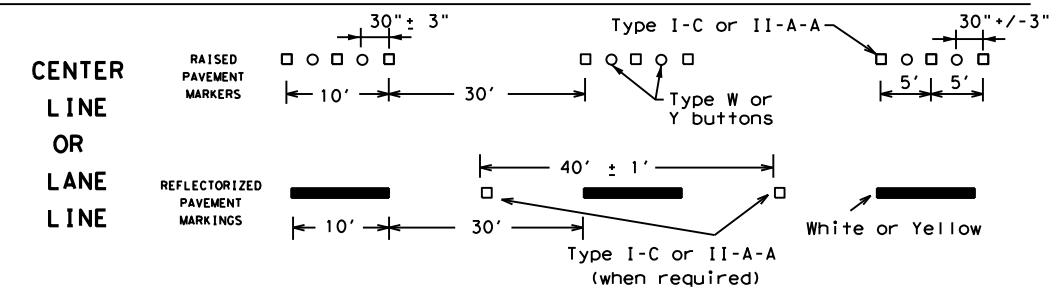 30"± 3"
Type I-C or II-A-A
30"+/-3"
CENTER
LINE
OR
LANE
LINE
RAISED
PAVEMENT
MARKERS
10'
30'
Type W or
Y buttons
5'
5'
40' ± 1'
REFLECTORIZED
PAVEMENT
MARKINGS
10'
30'
Type I-C or II-A-A
(when required)
White or Yellow